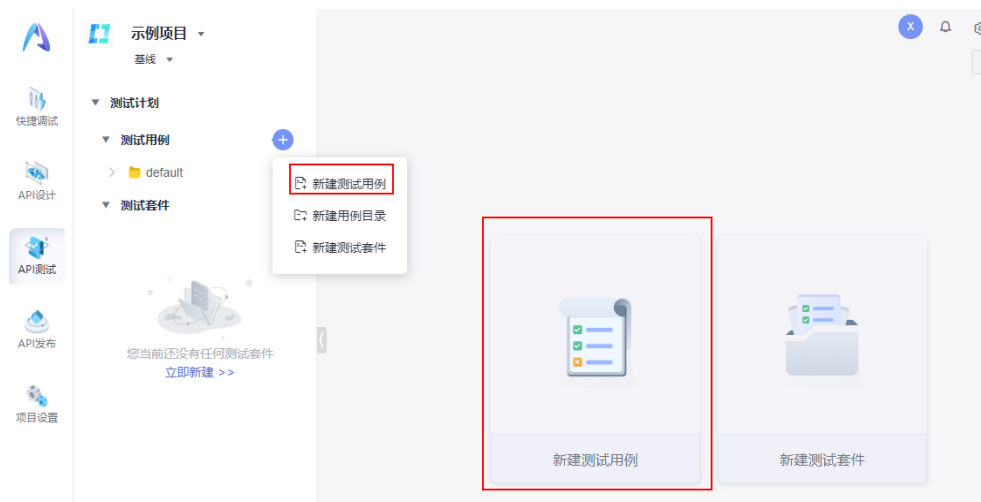 示例项目
基线
X
快捷调试
API设计
API测试
API发布
项目设置
测试计划
测试用例
default
测试套件
新建测试用例
新建用例目录
新建测试套件
您当前还没有任何测试套件
立即新建 >>
新建测试用例
新建测试套件